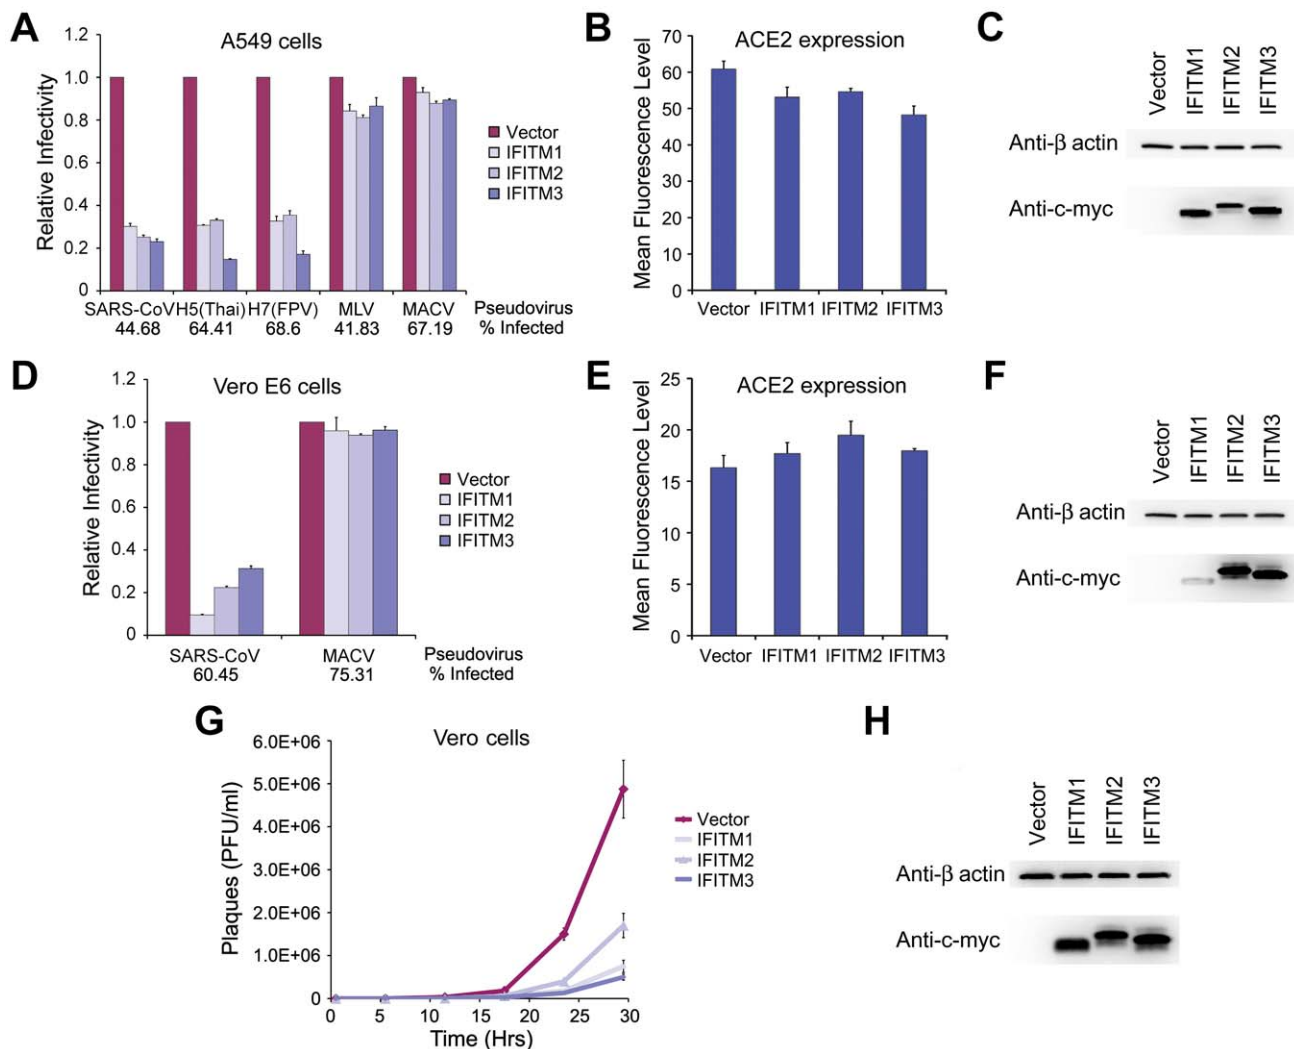 A
A549 cells
Relative Infectivity
1.2
1.0
0.8
0.6
0.4
0.2
0
Vector
IFITM1
IFITM2
IFITM3
SARS-CoV H5(Thai) H7(FPV) MLV MACV Pseudovirus
44.68 64.41 68.6 41.83 67.19 % Infected
B
ACE2 expression
Mean Fluorescence Level
70
60
50
40
30
20
10
0
Vector IFITM1 IFITM2 IFITM3
C
Vector IFITM1 IFITM2 IFITM3
Anti-β actin
Anti-c-myc
D
Vero E6 cells
Relative Infectivity
1.2
1.0
0.8
0.6
0.4
0.2
0
Vector
IFITM1
IFITM2
IFITM3
SARS-CoV MACV Pseudovirus
60.45 75.31 % Infected
E
ACE2 expression
Mean Fluorescence Level
25
20
15
10
5
0
Vector IFITM1 IFITM2 IFITM3
F
Vector IFITM1 IFITM2 IFITM3
Anti-β actin
Anti-c-myc
G
Vero cells
Plaques (PFU/ml)
6.0E+06
5.0E+06
4.0E+06
3.0E+06
2.0E+06
1.0E+06
0
0 5 10 15 20 25 30
Time (Hrs)
Vector
IFITM1
IFITM2
IFITM3
H
Vector IFITM1 IFITM2 IFITM3
Anti-β actin
Anti-c-myc